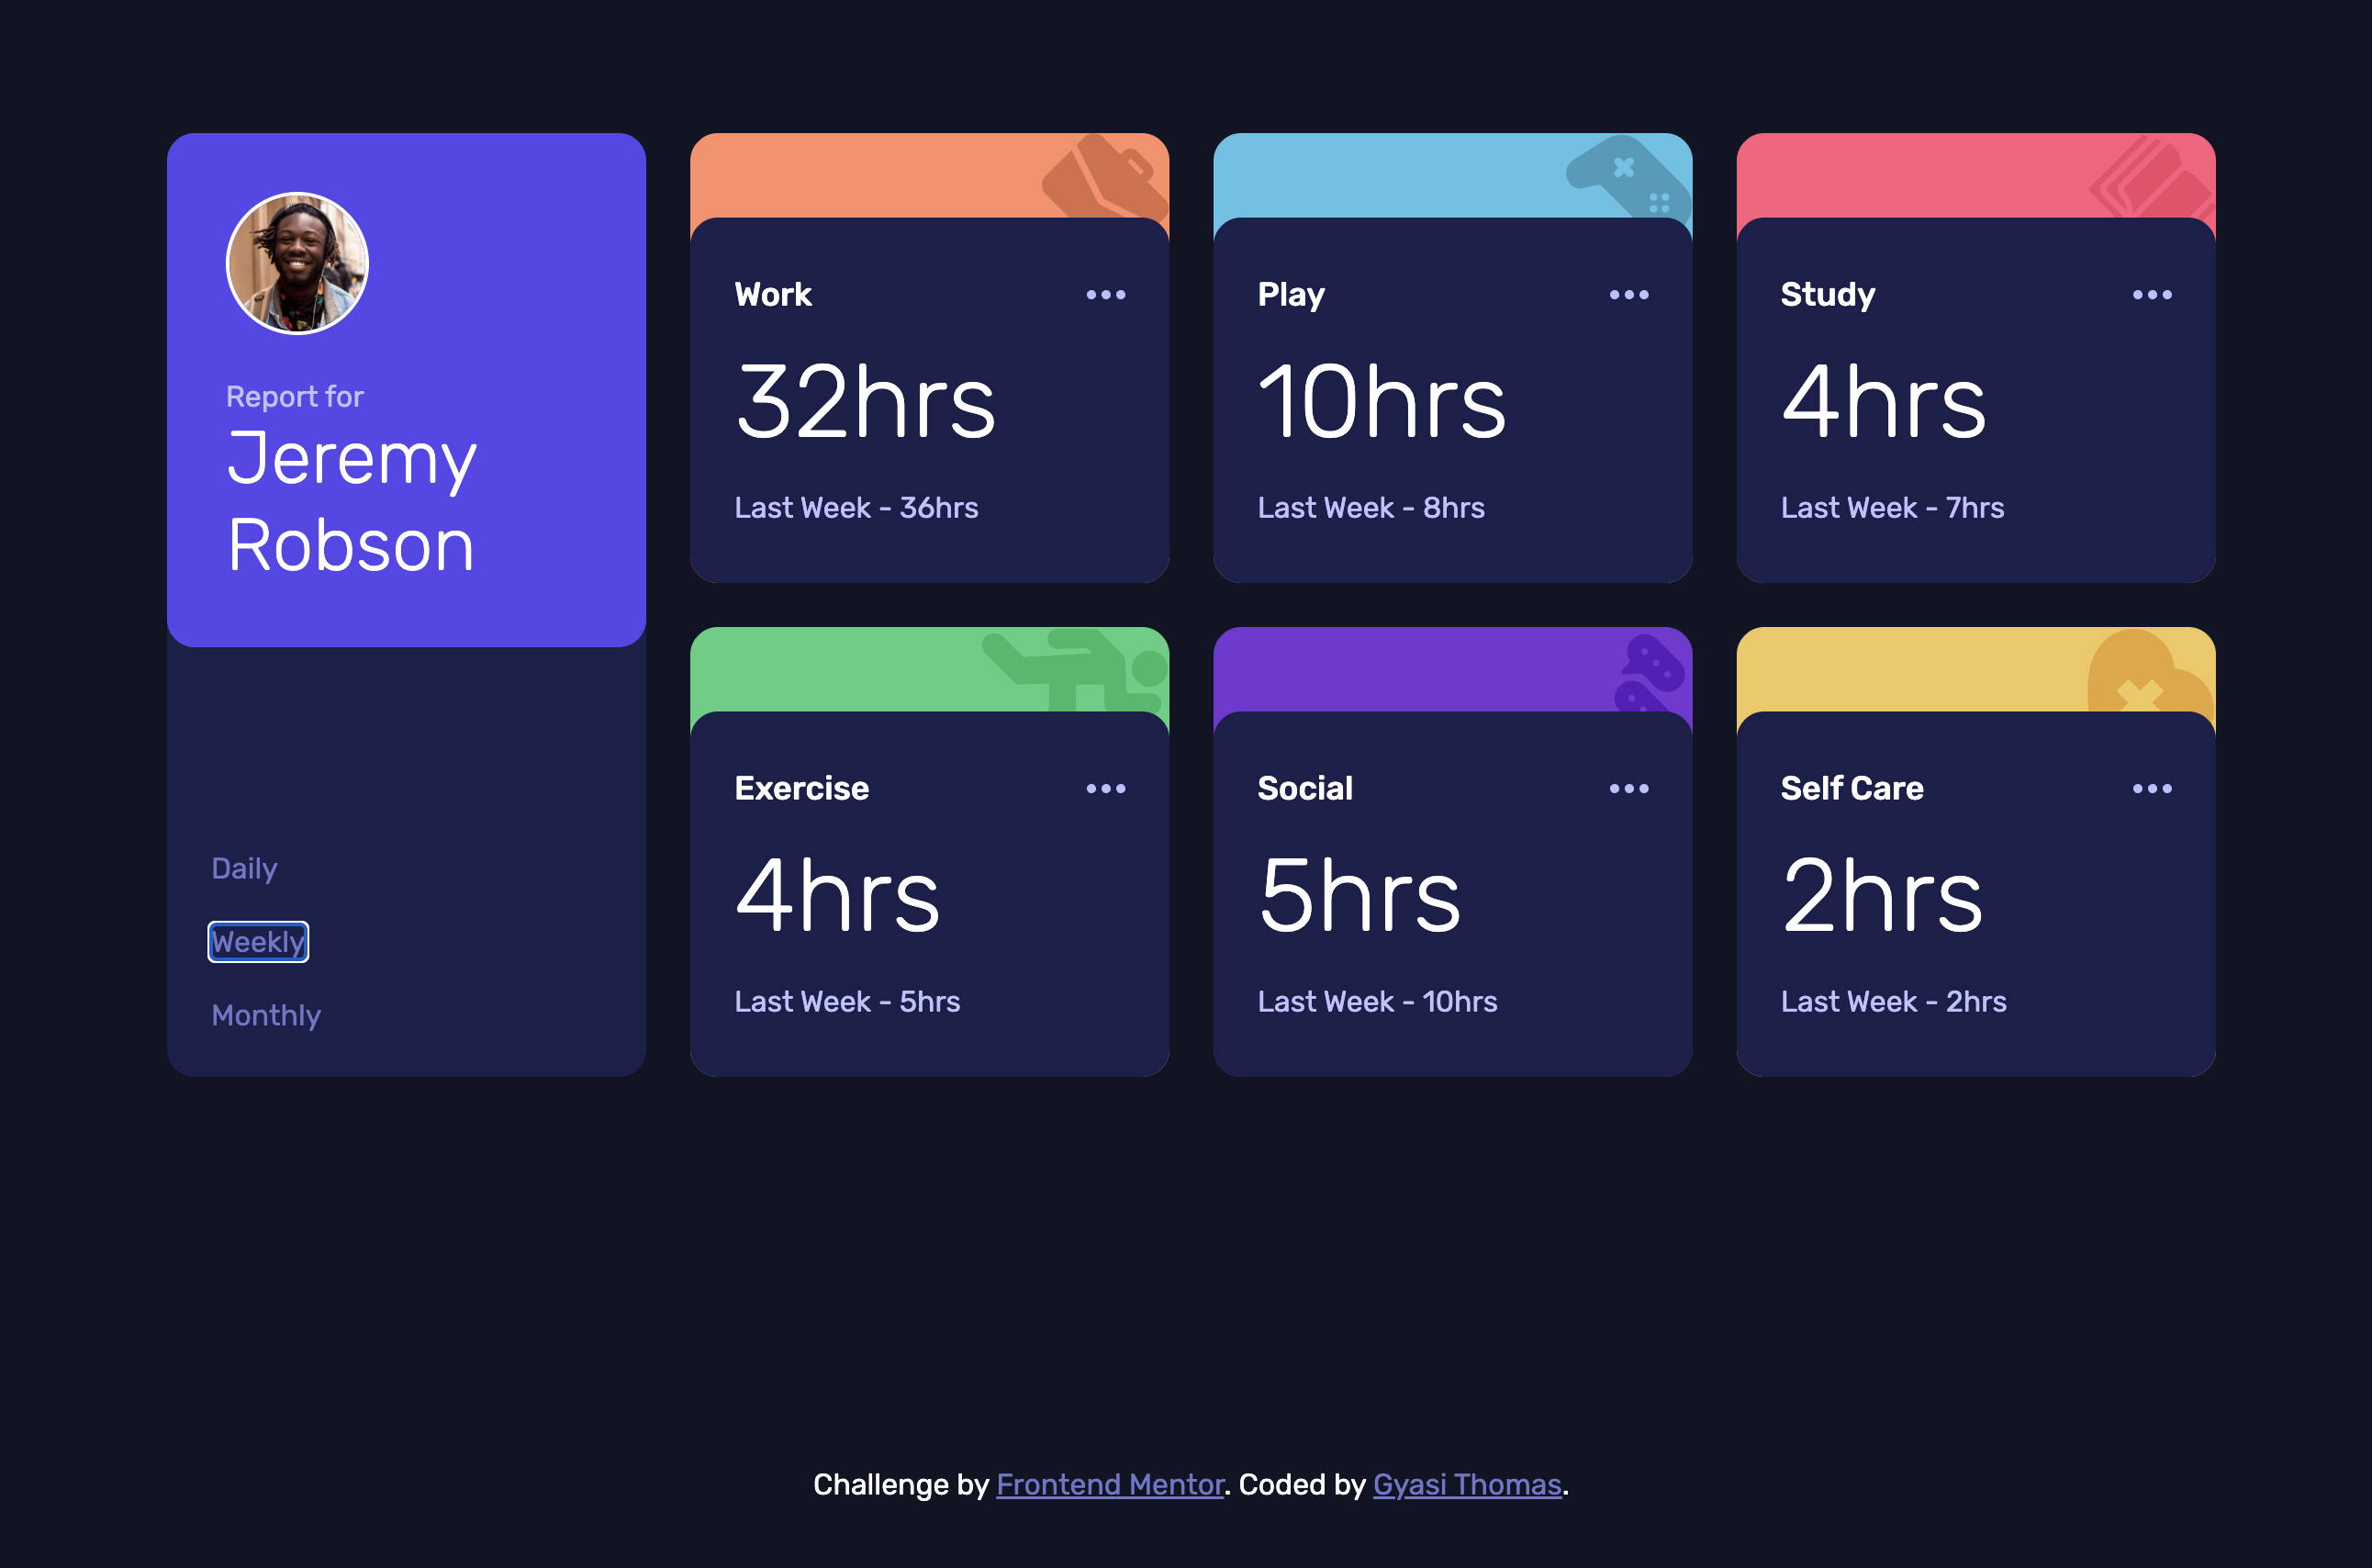 Report for
Jeremy
Robson
Daily
Weekly
Monthly
Work
32hrs
Last Week - 36hrs
Play
10hrs
Last Week - 8hrs
Study
4hrs
Last Week - 7hrs
Exercise
4hrs
Last Week - 5hrs
Social
5hrs
Last Week - 10hrs
Self Care
2hrs
Last Week - 2hrs
Challenge by Frontend Mentor. Coded by Gyasi Thomas.